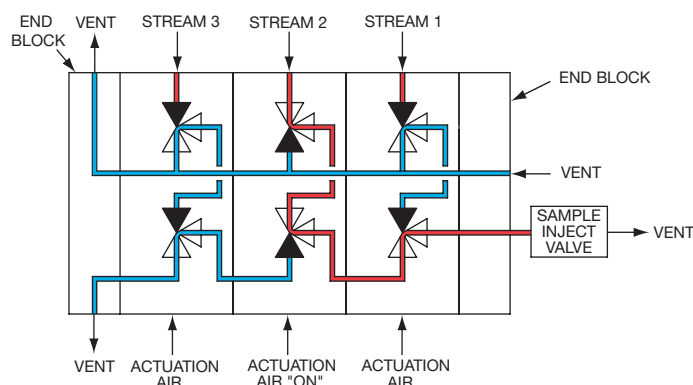 END
BLOCK
VENT
STREAM 3
STREAM 2
STREAM 1
END BLOCK
VENT
SAMPLE
INJECT
VALVE
VENT
VENT
ACTUATION
AIR
ACTUATION
AIR "ON"
ACTUATION
AIR